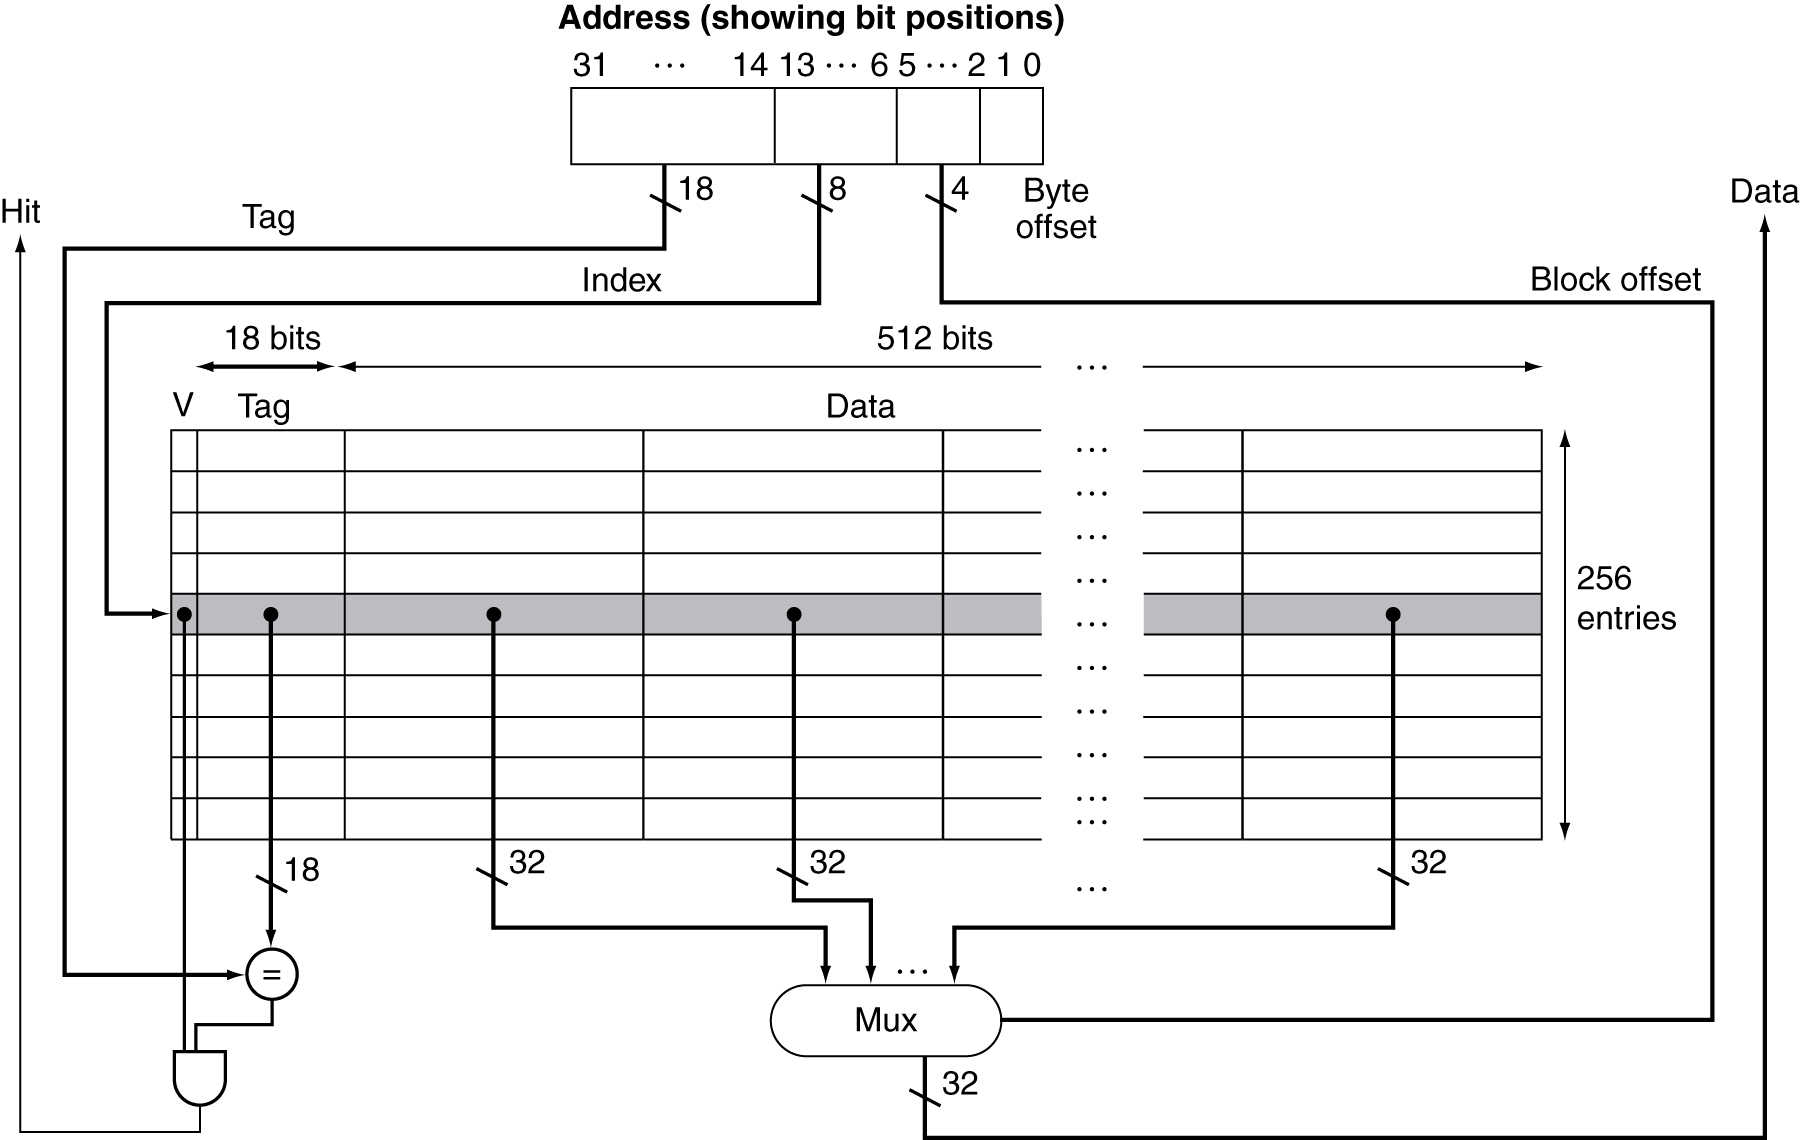 Address (showing bit positions)
31 ··· 14 13 ··· 6 5 ··· 2 1 0
18
8
4
Byte
offset
Hit
Tag
Data
Index
Block offset
18 bits
512 bits
···
V
Tag
Data
···
···
···
···
···
···
···
···
···
···
256
entries
18
32
32
···
32
=
···
Mux
32